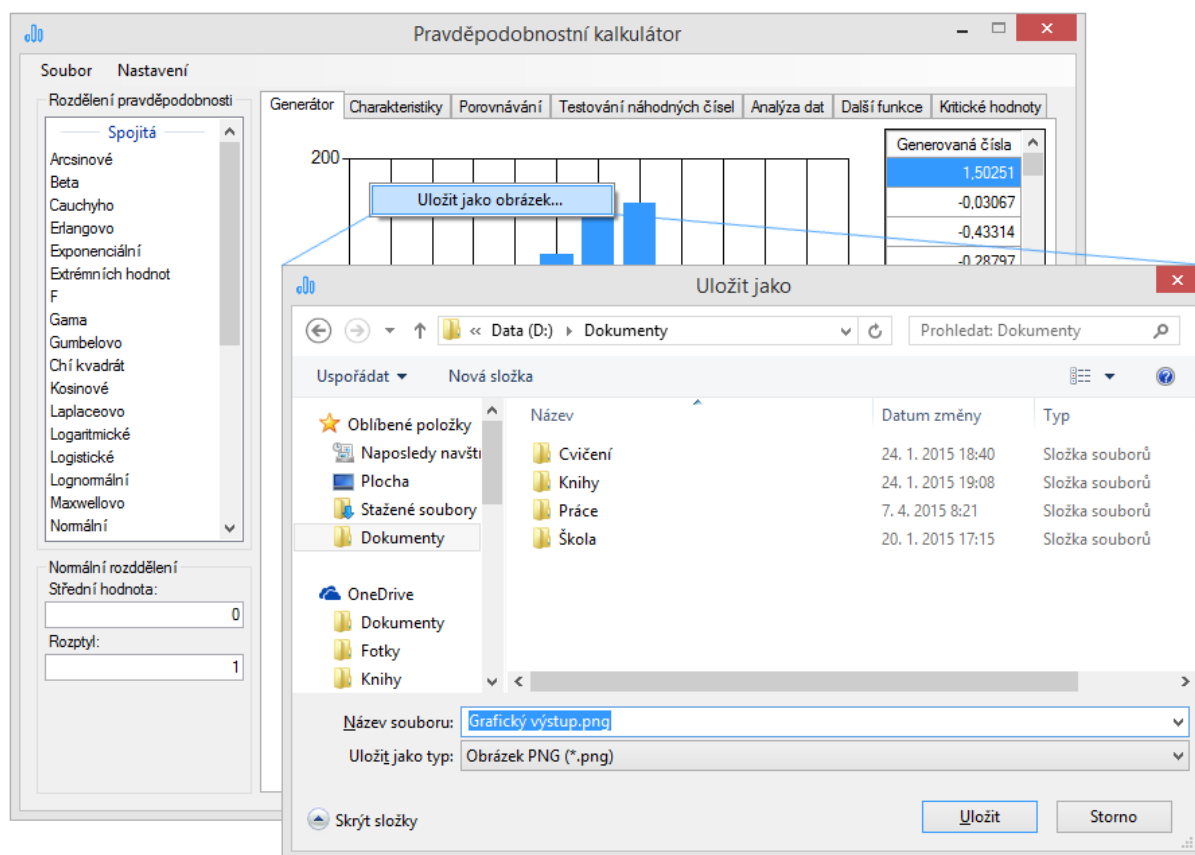 Pravděpodobnostní kalkulátor
Soubor Nastavení
Rozdělení pravděpodobnosti
Spojitá
Arcsinové
Beta
Cauchyho
Erlangovo
Exponenciální
Extrémních hodnot
F
Gama
Gumbelovo
Chí kvadrát
Kosinové
Laplaceovo
Logaritmické
Logistické
Lognormální
Maxwellovo
Normální
Normální rozddělení
Střední hodnota:
0
Rozptyl:
1
Generátor Charakteristiky Porovnávání Testování náhodných čísel Analýza dat Další funkce Kritické hodnoty
200
Uložit jako obrázek...
Generovaná čísla
1,50251
-0,03067
-0,43314
-0,28797
Uložit jako
« Data (D:) Dokumenty
Prohledat: Dokumenty
Uspořádat Nová složka
Oblíbené položky
Naposledy navšti
Plocha
Stažené soubory
Dokumenty
OneDrive
Dokumenty
Fotky
Knihy
Název Datum změny Typ
Cvičení 24. 1. 2015 18:40 Složka souborů
Knihy 24. 1. 2015 19:08 Složka souborů
Práce 7. 4. 2015 8:21 Složka souborů
Škola 20. 1. 2015 17:15 Složka souborů
Název souboru: Grafický výstup.png
Uložit jako typ: Obrázek PNG (*.png)
Skrýt složky
Uložit Storno